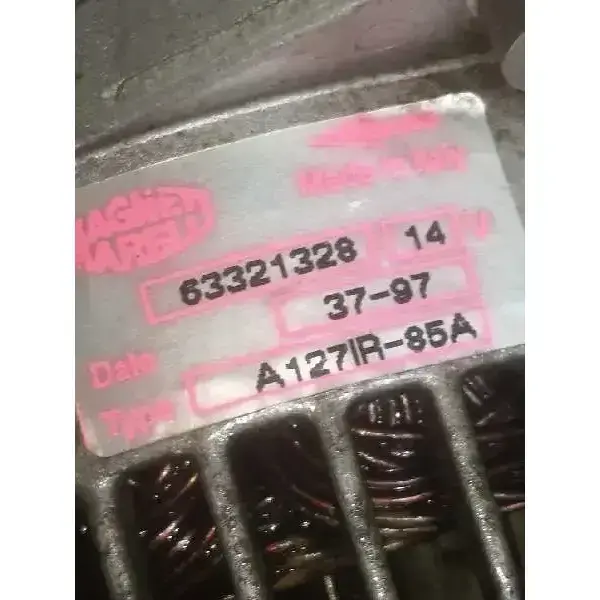 Made in Italy
MAGNETI
MARELLI
63321328 14 V
37-97
Date
A127IR-85A
Type